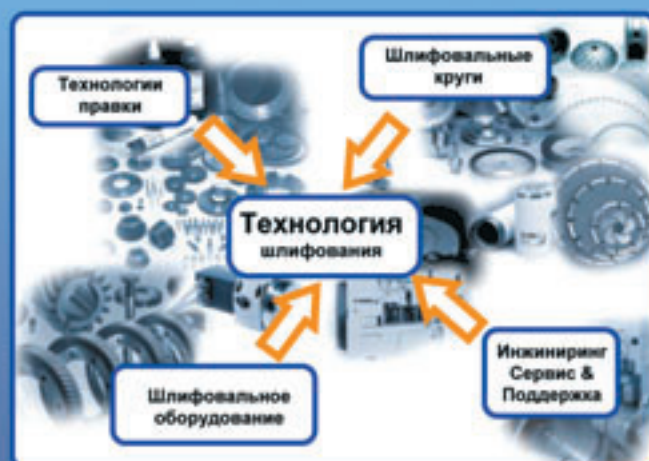 Технологии
правки
Шлифовальные
круги
Технология
шлифования
Шлифовальное
оборудование
Инжиниринг
Сервис &
Поддержка